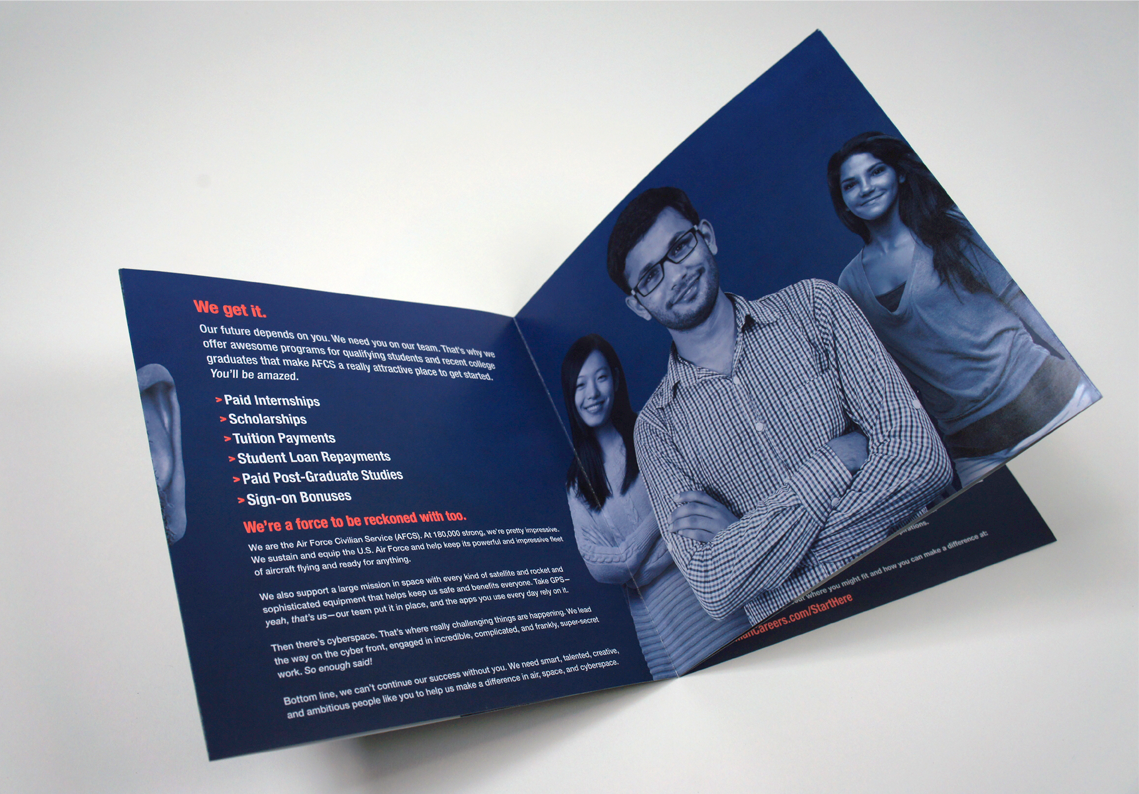 We get it.
Our future depends on you. We need you on our team. That's why we
offer awesome programs for qualifying students and recent college
graduates that make AFCS a really attractive place to get started.
You'll be amazed.
> Paid Internships
> Scholarships
> Tuition Payments
> Student Loan Repayments
> Paid Post-Graduate Studies
> Sign-on Bonuses
We're a force to be reckoned with too.
We are the Air Force Civilian Service (AFCS). At 180,000 strong, we're pretty impressive.
We sustain and equip the U.S. Air Force and help keep its powerful and impressive fleet
of aircraft flying and ready for anything.
We also support a large mission in space with every kind of satellite and rocket and
sophisticated equipment that helps keep us safe and benefits everyone. Take GPS—
yeah, that's us—our team put it in place, and the apps you use every day rely on it.
Then there's cyberspace. That's where really challenging things are happening. We lead
the way on the cyber front, engaged in incredible, complicated, and frankly, super-secret
work. So enough said!
Bottom line, we can't continue our success without you. We need smart, talented, creative,
and ambitious people like you to help us make a difference in air, space, and cyberspace.
where you might fit and how you can make a difference at:
Careers.com/StartHere